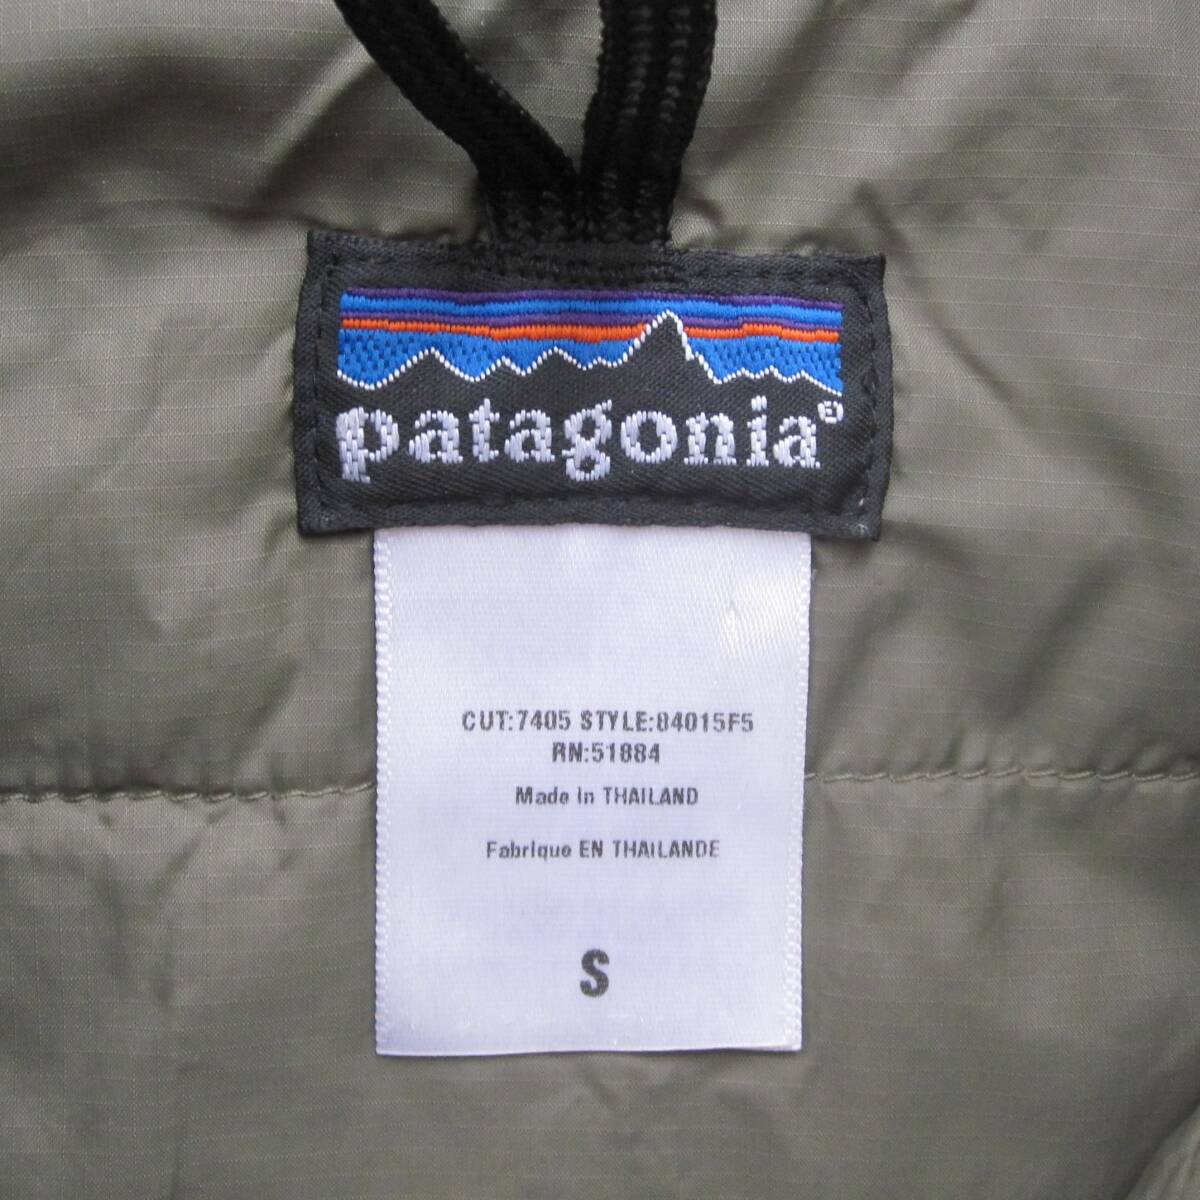 patagonia®
CUT:7405 STYLE:84015F5
RN:51884
Made in THAILAND
Fabrique EN THAILANDE
S